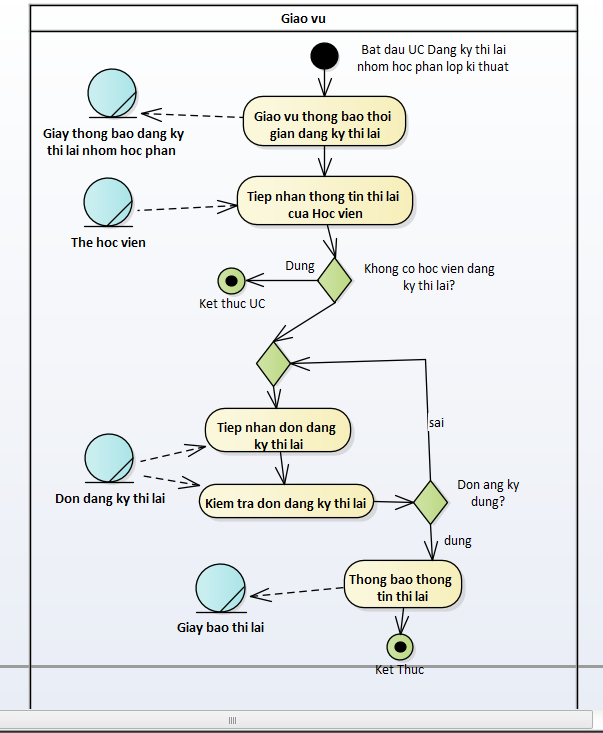 Giao vu
Bat dau UC Dang ky thi lai
nhom hoc phan lop ki thuat
Giao vu thong bao thoi
gian dang ky thi lai
Giay thong bao dang ky
thi lai nhom hoc phan
Tiep nhan thong tin thi lai
cua Hoc vien
The hoc vien
Dung
Khong co hoc vien dang
ky thi lai?
Ket thuc UC
sai
Tiep nhan don dang
ky thi lai
Don dang ky thi lai
Kiem tra don dang ky thi lai
Don ang ky
dung?
dung
Thong bao thong
tin thi lai
Giay bao thi lai
Ket Thuc